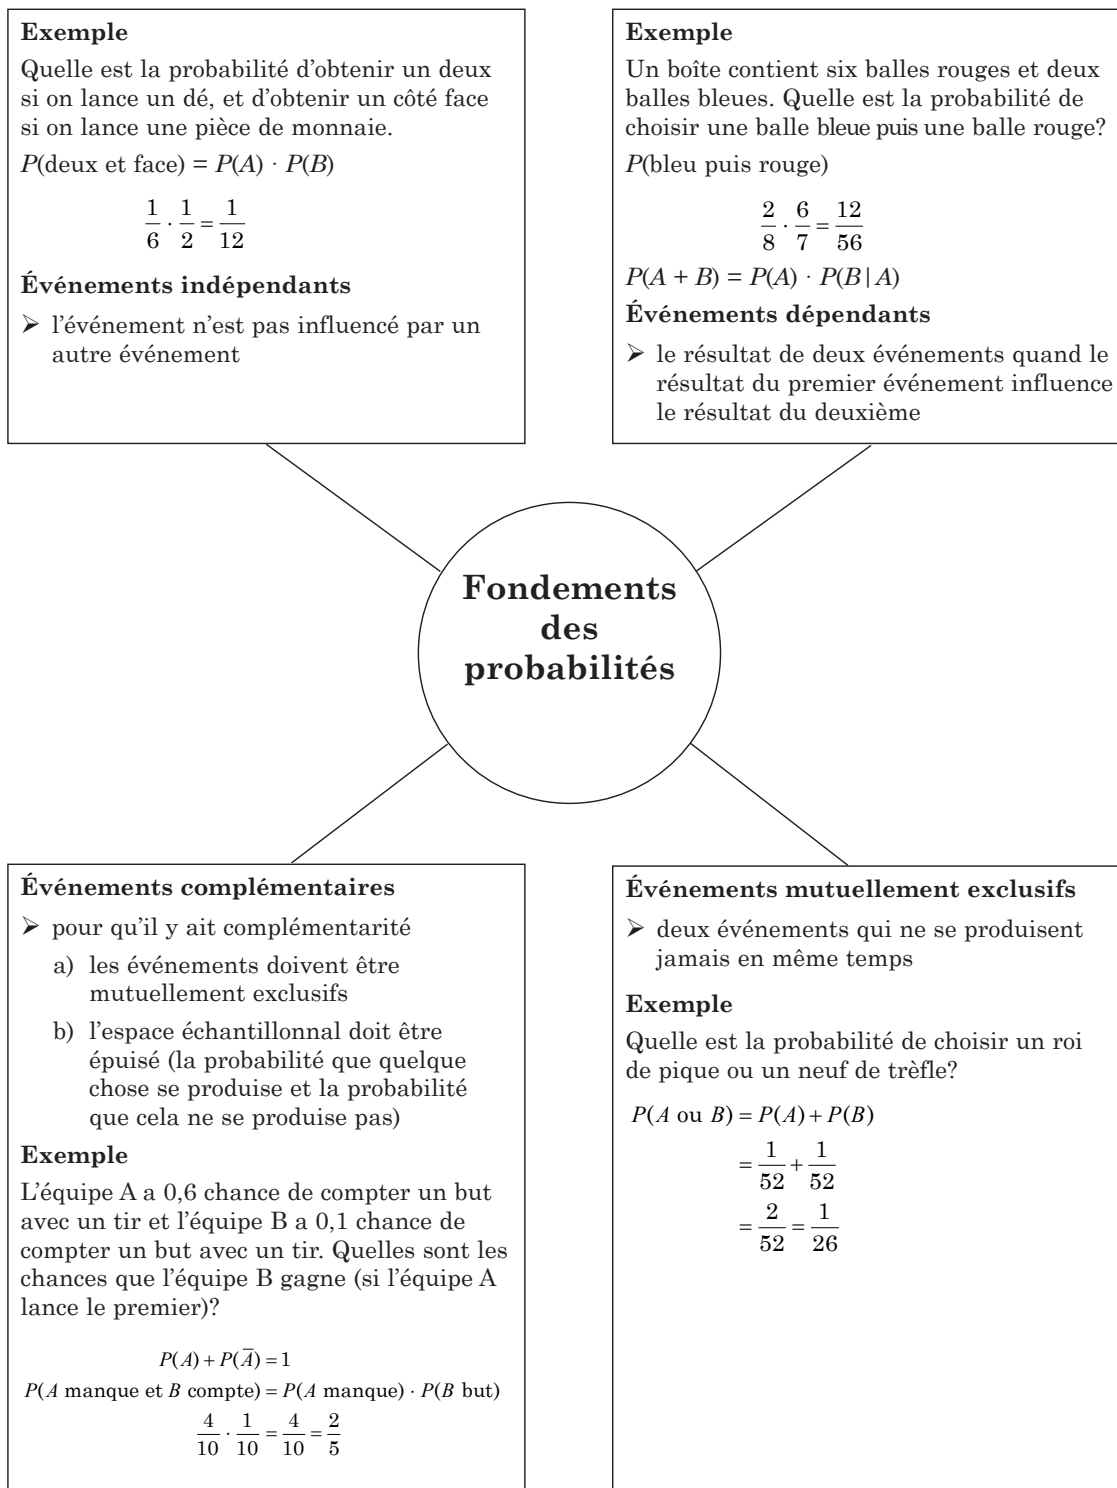 Exemple
Quelle est la probabilité d'obtenir un deux
si on lance un dé, et d'obtenir un côté face
si on lance une pièce de monnaie.
P(deux et face) = P(A) · P(B)
1/6 · 1/2 = 1/12
Événements indépendants
➢ l'événement n'est pas influencé par un
autre événement
Exemple
Un boîte contient six balles rouges et deux
balles bleues. Quelle est la probabilité de
choisir une balle bleue puis une balle rouge?
P(bleu puis rouge)
2/8 · 6/7 = 12/56
P(A + B) = P(A) · P(B|A)
Événements dépendants
➢ le résultat de deux événements quand le
résultat du premier événement influence
le résultat du deuxième
Fondements
des
probabilités
Événements complémentaires
➢ pour qu'il y ait complémentarité
a) les événements doivent être
mutuellement exclusifs
b) l'espace échantillonnal doit être
épuisé (la probabilité que quelque
chose se produise et la probabilité
que cela ne se produise pas)
Exemple
L'équipe A a 0,6 chance de compter un but
avec un tir et l'équipe B a 0,1 chance de
compter un but avec un tir. Quelles sont les
chances que l'équipe B gagne (si l'équipe A
lance le premier)?
P(A) + P(A̅) = 1
P(A manque et B compte) = P(A manque) · P(B but)
4/10 · 1/10 = 4/10 = 2/5
Événements mutuellement exclusifs
➢ deux événements qui ne se produisent
jamais en même temps
Exemple
Quelle est la probabilité de choisir un roi
de pique ou un neuf de trèfle?
P(A ou B) = P(A) + P(B)
= 1/52 + 1/52
= 2/52 = 1/26